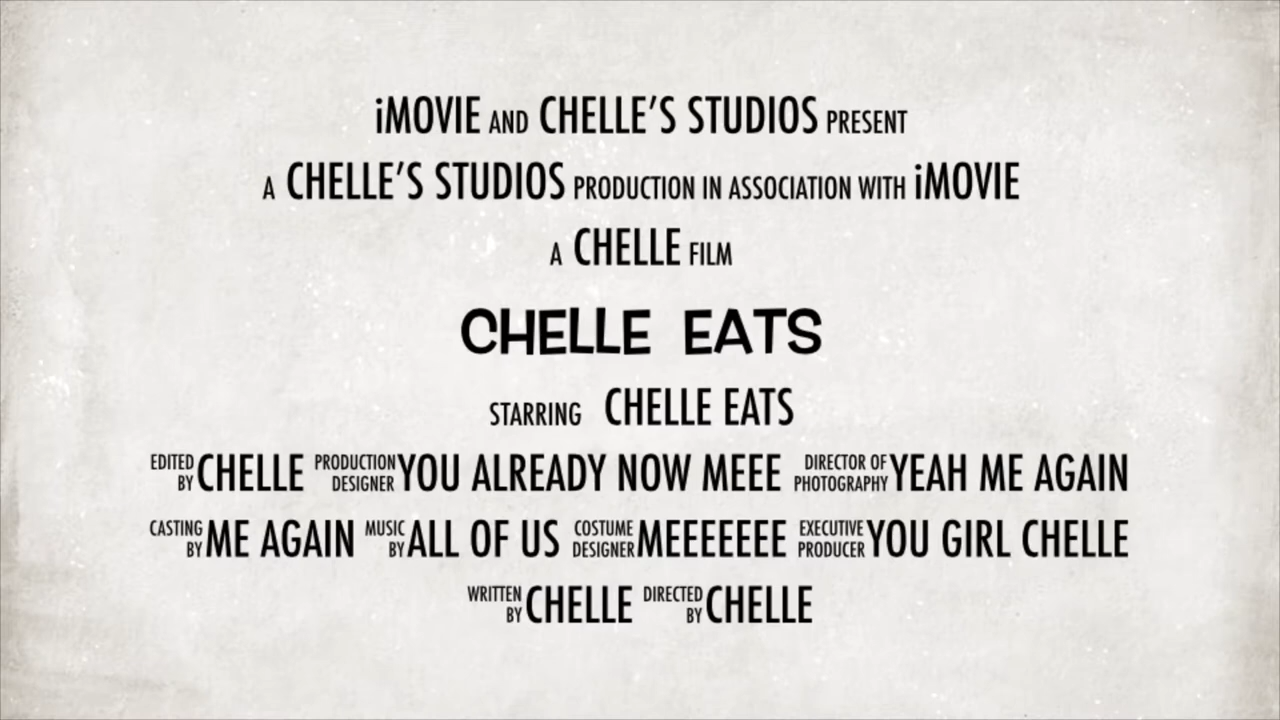 iMOVIE AND CHELLE'S STUDIOS PRESENT
A CHELLE'S STUDIOS PRODUCTION IN ASSOCIATION WITH iMOVIE
A CHELLE FILM
CHELLE EATS
STARRING CHELLE EATS
EDITED BY CHELLE PRODUCTION DESIGNER YOU ALREADY NOW MEEE DIRECTOR OF PHOTOGRAPHY YEAH ME AGAIN
CASTING BY ME AGAIN MUSIC BY ALL OF US COSTUME DESIGNER MEEEEEEE EXECUTIVE PRODUCER YOU GIRL CHELLE
WRITTEN BY CHELLE DIRECTED BY CHELLE